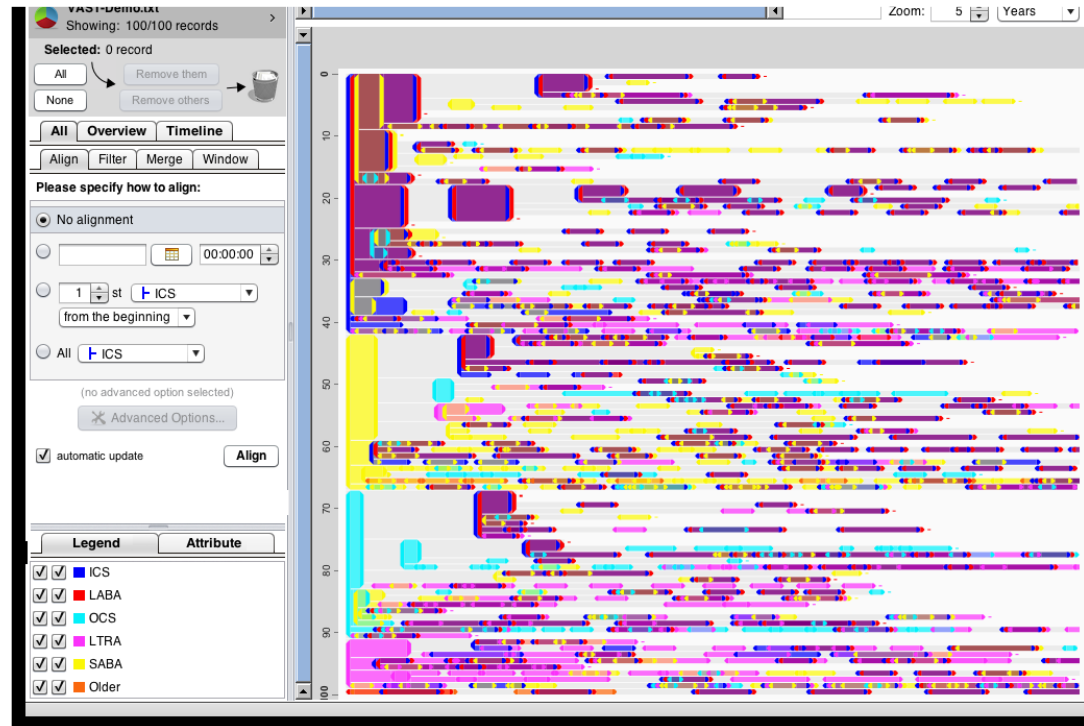 VAST-Demo.txt
Showing: 100/100 records
>
Selected: 0 record
All
Remove them
None
Remove others
All Overview Timeline
Align Filter Merge Window
Please specify how to align:
No alignment
00:00:00
1 st ICS
from the beginning
All ICS
(no advanced option selected)
Advanced Options...
automatic update Align
Legend Attribute
ICS
LABA
OCS
LTRA
SABA
Older
Zoom: 5 Years
0
10
20
30
40
50
60
70
80
90
100